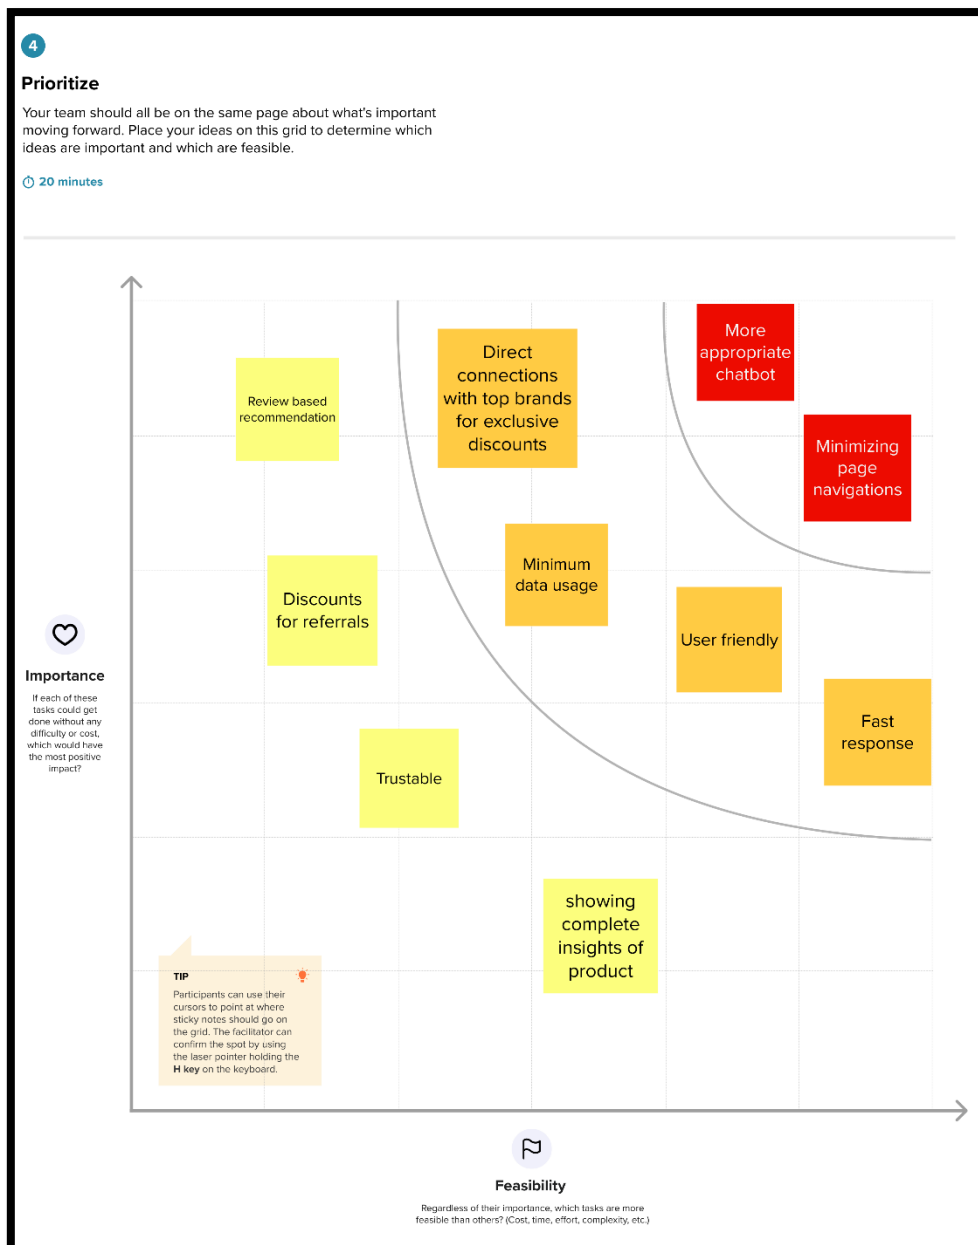 4
Prioritize
Your team should all be on the same page about what's important
moving forward. Place your ideas on this grid to determine which
ideas are important and which are feasible.
20 minutes
More
appropriate
chatbot
Direct
connections
with top brands
for exclusive
discounts
Review based
recommendation
Minimizing
page
navigations
Minimum
data usage
Discounts
for referrals
User friendly
Importance
If each of these
tasks could get
done without any
difficulty or cost,
which would have
the most positive
impact?
Fast
response
Trustable
showing
complete
insights of
product
TIP
Participants can use their
cursors to point at where
sticky notes should go on
the grid. The facilitator can
confirm the spot by using
the laser pointer holding the
H key on the keyboard.
Feasibility
Regardless of their importance, which tasks are more
feasible than others? (Cost, time, effort, complexity, etc.)